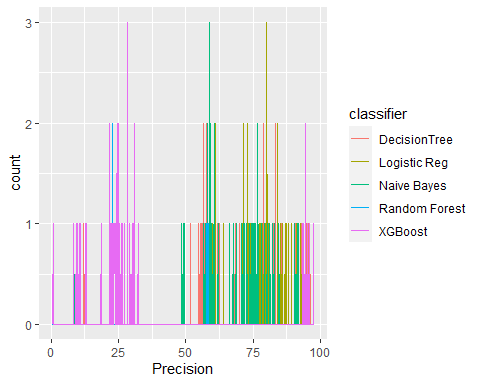 3
2
1
0
count
0
25
50
75
100
Precision
classifier
DecisionTree
Logistic Reg
Naive Bayes
Random Forest
XGBoost